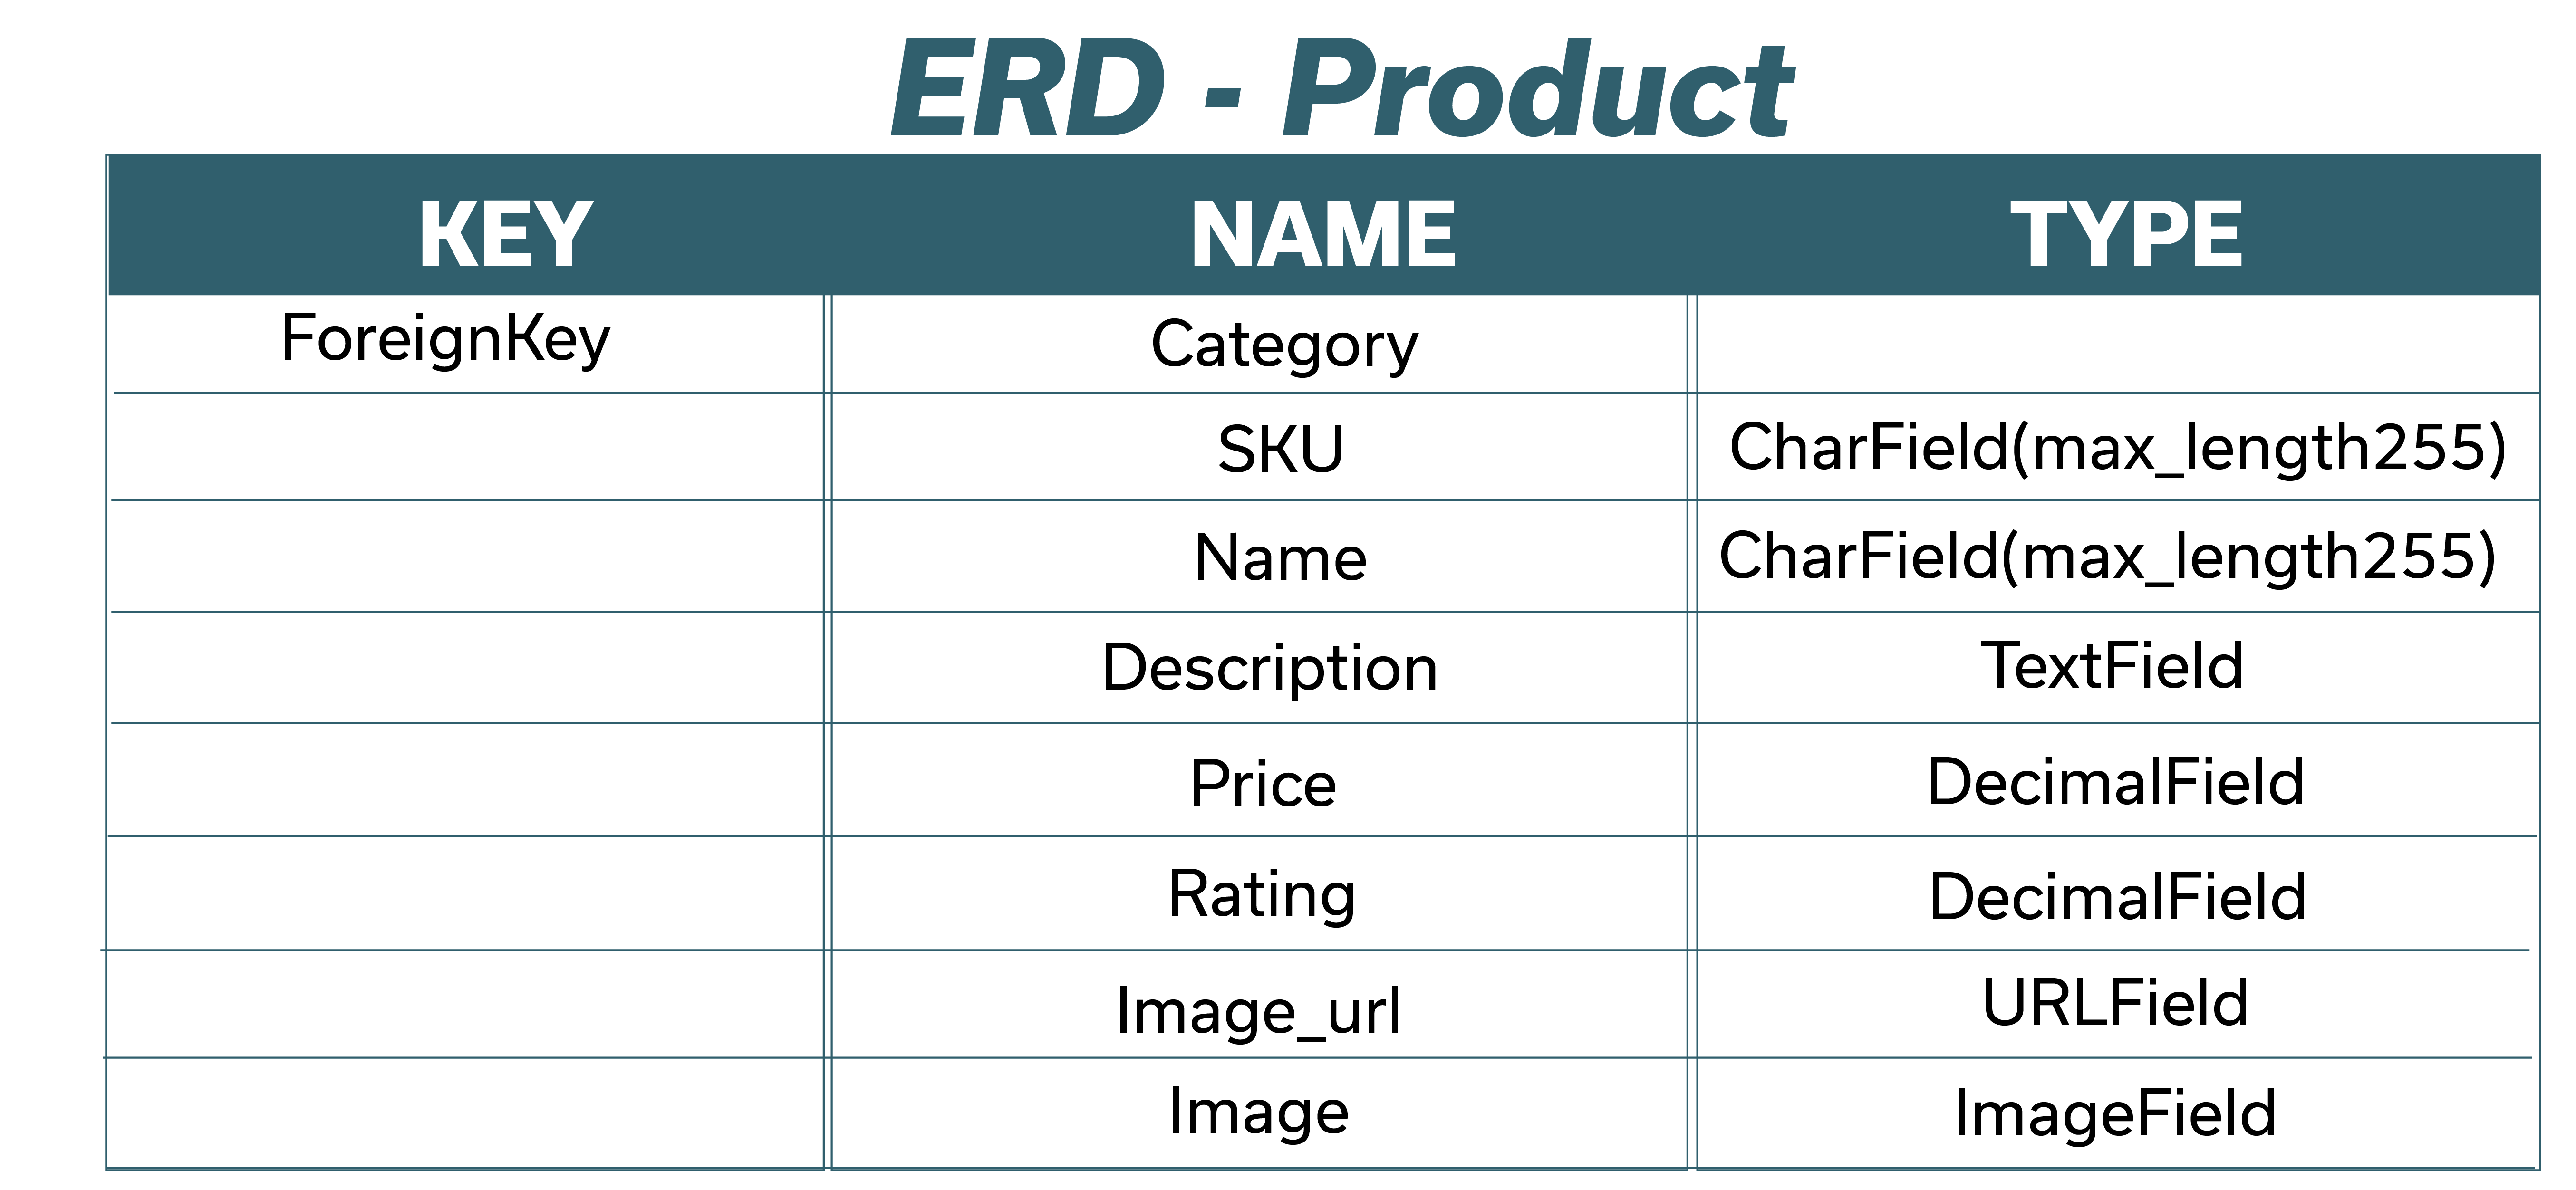 ERD - Product
KEY NAME TYPE
ForeignKey Category
SKU CharField(max_length255)
Name CharField(max_length255)
Description TextField
Price DecimalField
Rating DecimalField
Image_url URLField
Image ImageField